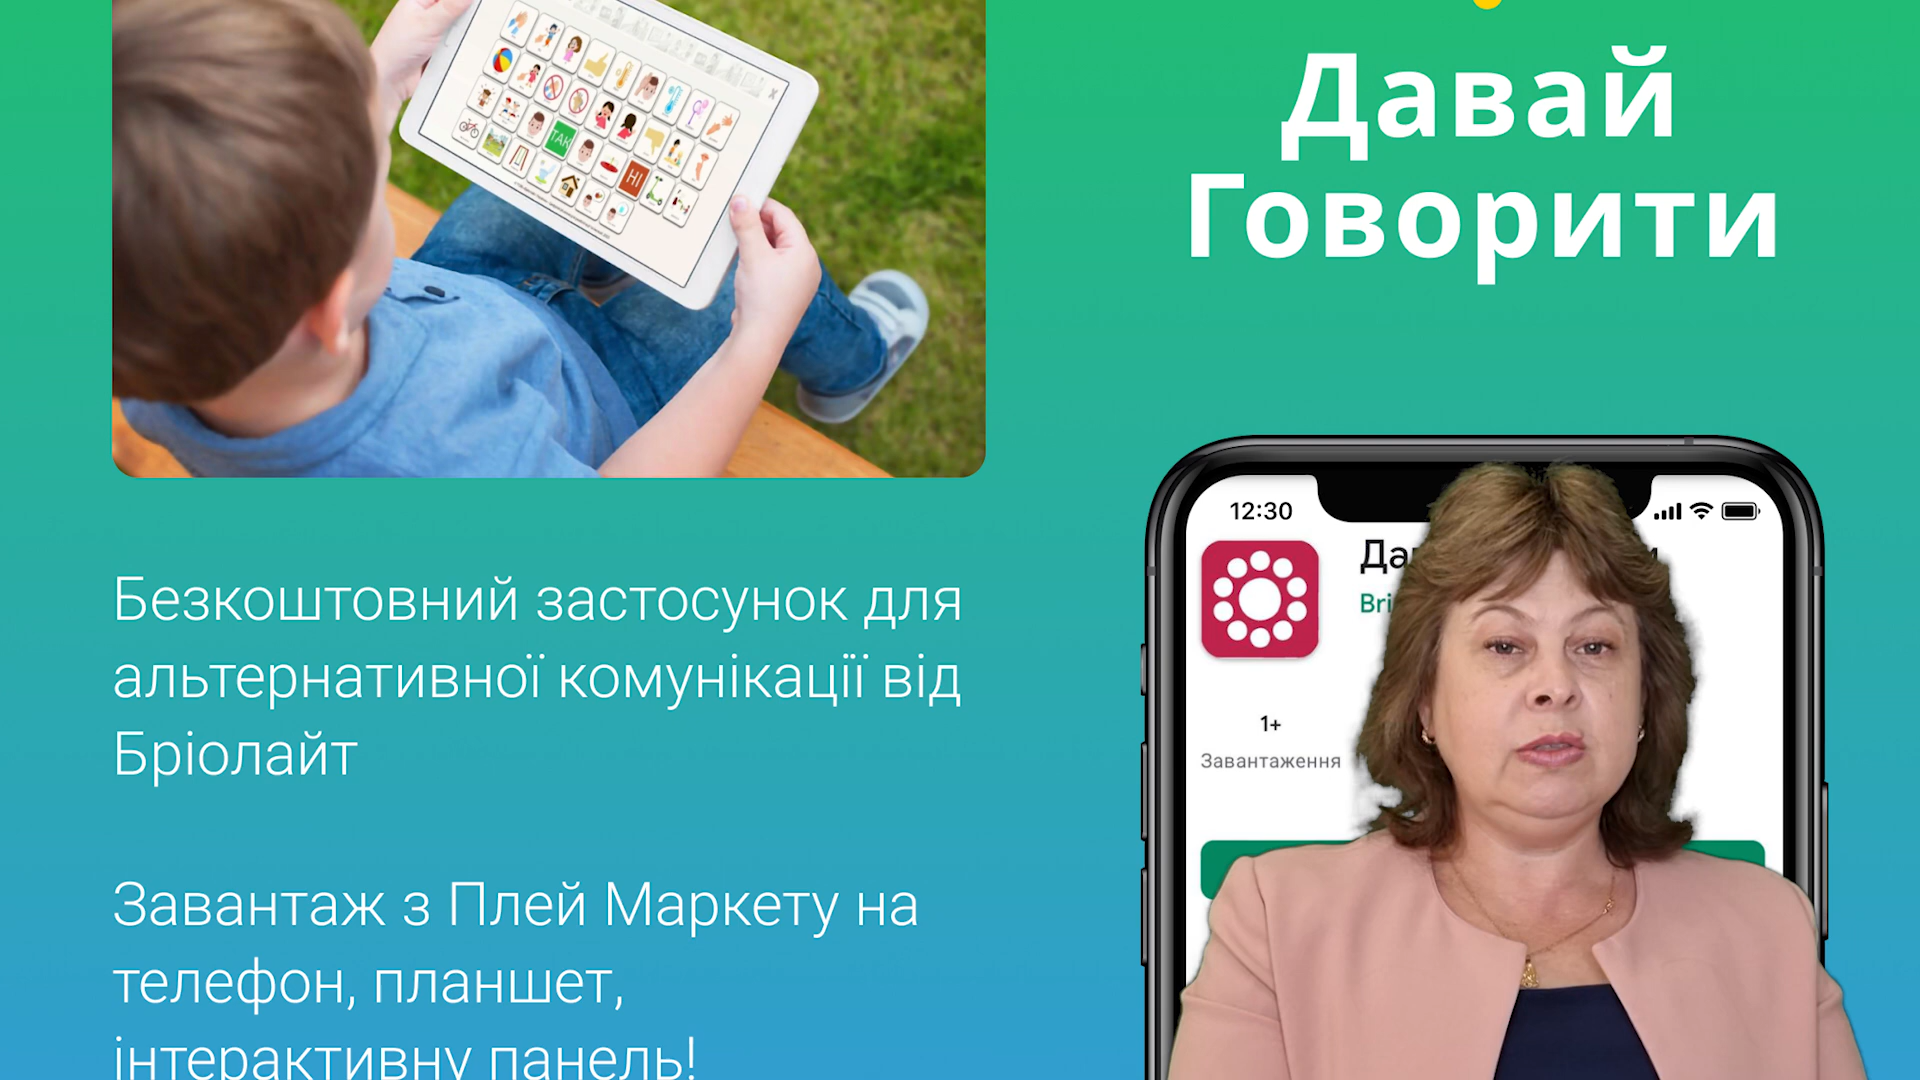 ТАК
НІ
Давай
Говорити
Безкоштовний застосунок для
альтернативної комунікації від
Бріолайт
Завантаж з Плей Маркету на
телефон, планшет,
інтерактивну панель!
12:30
1+
Завантаження